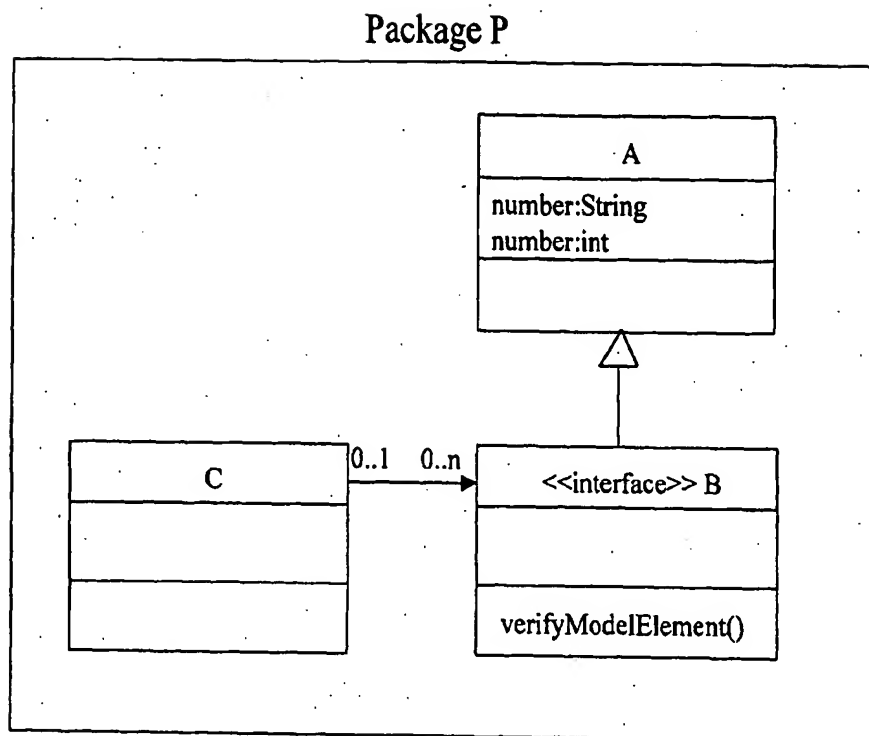 Package P
A
number:String
number:int
C
0..1 0..n
<<interface>> B
verifyModelElement()